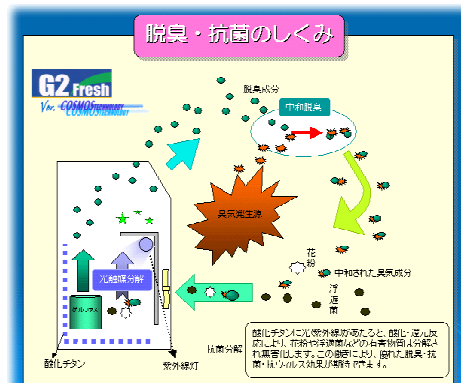 脱臭・抗菌のしくみ
G2 Fresh
Ver. COSMOS TECHNOLOGY
脱臭成分
中和脱臭
臭気発生源
花粉
中和された臭気成分
浮遊菌
光触媒分解
抗菌分解
酸化チタン
紫外線灯
酸化チタンに光(紫外線)が当たると、酸化・還元反
応により、花粉や浮遊菌などの有害物質は分解さ
れ無害化します。この働きにより、優れた脱臭・抗
菌・抗ウィルス効果が期待できます。